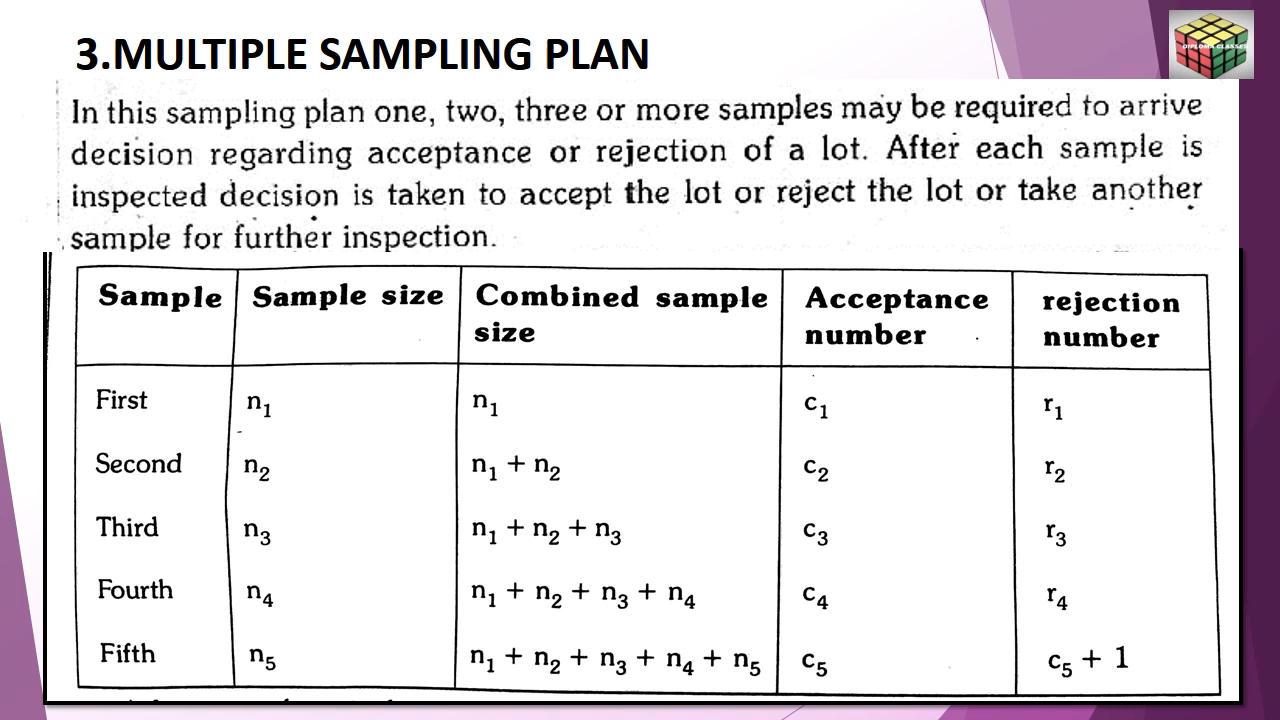 3.MULTIPLE SAMPLING PLAN
DIPLOMA CLASSES
In this sampling plan one, two, three or more samples may be required to arrive
decision regarding acceptance or rejection of a lot. After each sample is
inspected decision is taken to accept the lot or reject the lot or take another
sample for further inspection.
Sample Sample size Combined sample size Acceptance number rejection number
First n₁ n₁ c₁ r₁
Second n₂ n₁ + n₂ c₂ r₂
Third n₃ n₁ + n₂ + n₃ c₃ r₃
Fourth n₄ n₁ + n₂ + n₃ + n₄ c₄ r₄
Fifth n₅ n₁ + n₂ + n₃ + n₄ + n₅ c₅ c₅ + 1